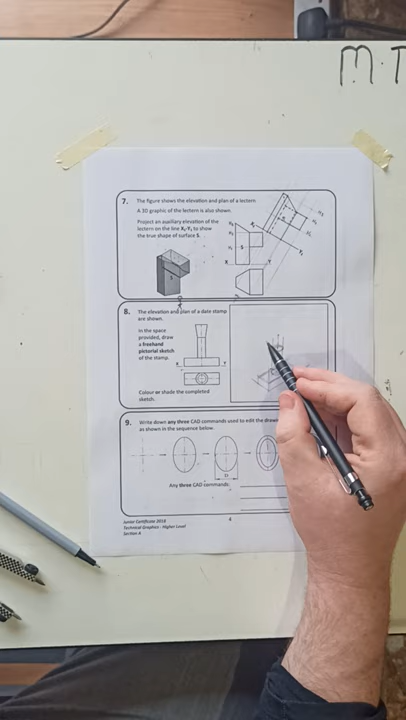 M.T
7. The figure shows the elevation and plan of a lectern.
A 3D graphic of the lectern is also shown.
Project an auxiliary elevation of the
lectern on the line X₁-Y₁ to show
the true shape of surface S.
S
S
X Y
8. The elevation and plan of a date stamp
are shown.
In the space
provided, draw
a freehand
pictorial sketch
of the stamp.
X Y
Colour or shade the completed
sketch.
9. Write down any three CAD commands used to edit the
as shown in the sequence below.
Any three CAD commands:
Junior Certificate 2018
Technical Graphics - Higher Level
Section A